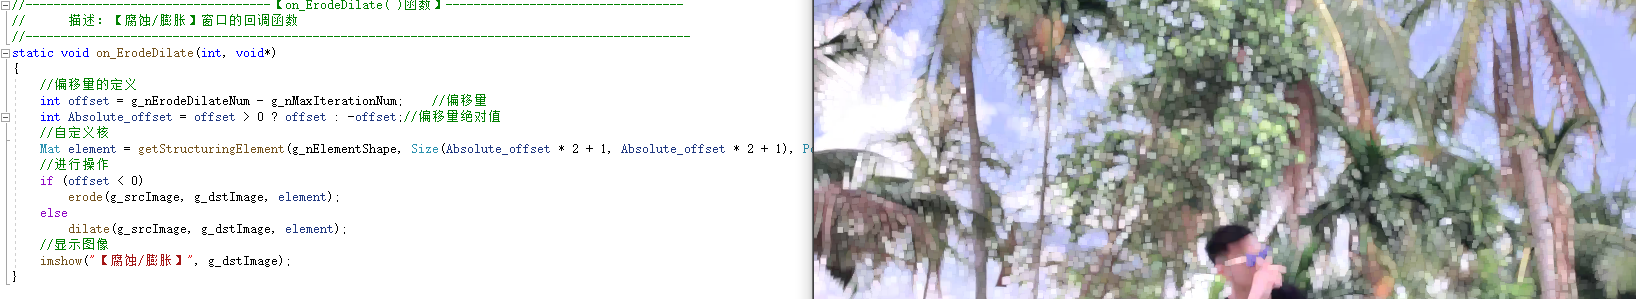 //-----------------------------------【on_ErodeDilate( )函数】----------------------------------
//      描述：【腐蚀/膨胀】窗口的回调函数
//-----------------------------------------------------------------------------------------------
static void on_ErodeDilate(int, void*)
{
    //偏移量的定义
    int offset = g_nErodeDilateNum - g_nMaxIterationNum;    //偏移量
    int Absolute_offset = offset > 0 ? offset : -offset;//偏移量绝对值
    //自定义核
    Mat element = getStructuringElement(g_nElementShape, Size(Absolute_offset * 2 + 1, Absolute_offset * 2 + 1),
    //进行操作
    if (offset < 0)
        erode(g_srcImage, g_dstImage, element);
    else
        dilate(g_srcImage, g_dstImage, element);
    //显示图像
    imshow("【腐蚀/膨胀】", g_dstImage);
}